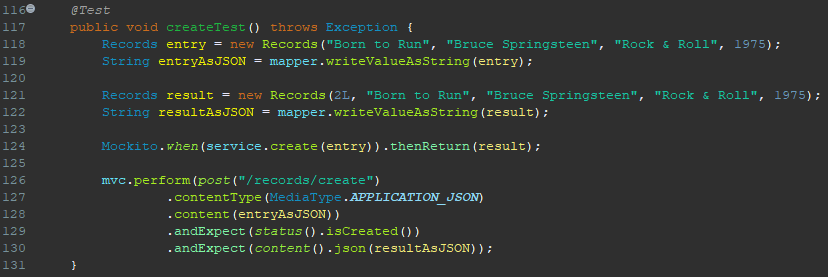 116 @Test
117 public void createTest() throws Exception {
118 Records entry = new Records("Born to Run", "Bruce Springsteen", "Rock & Roll", 1975);
119 String entryAsJSON = mapper.writeValueAsString(entry);
120
121 Records result = new Records(2L, "Born to Run", "Bruce Springsteen", "Rock & Roll", 1975);
122 String resultAsJSON = mapper.writeValueAsString(result);
123
124 Mockito.when(service.create(entry)).thenReturn(result);
125
126 mvc.perform(post("/records/create")
127 .contentType(MediaType.APPLICATION_JSON)
128 .content(entryAsJSON))
129 .andExpect(status().isCreated())
130 .andExpect(content().json(resultAsJSON));
131 }